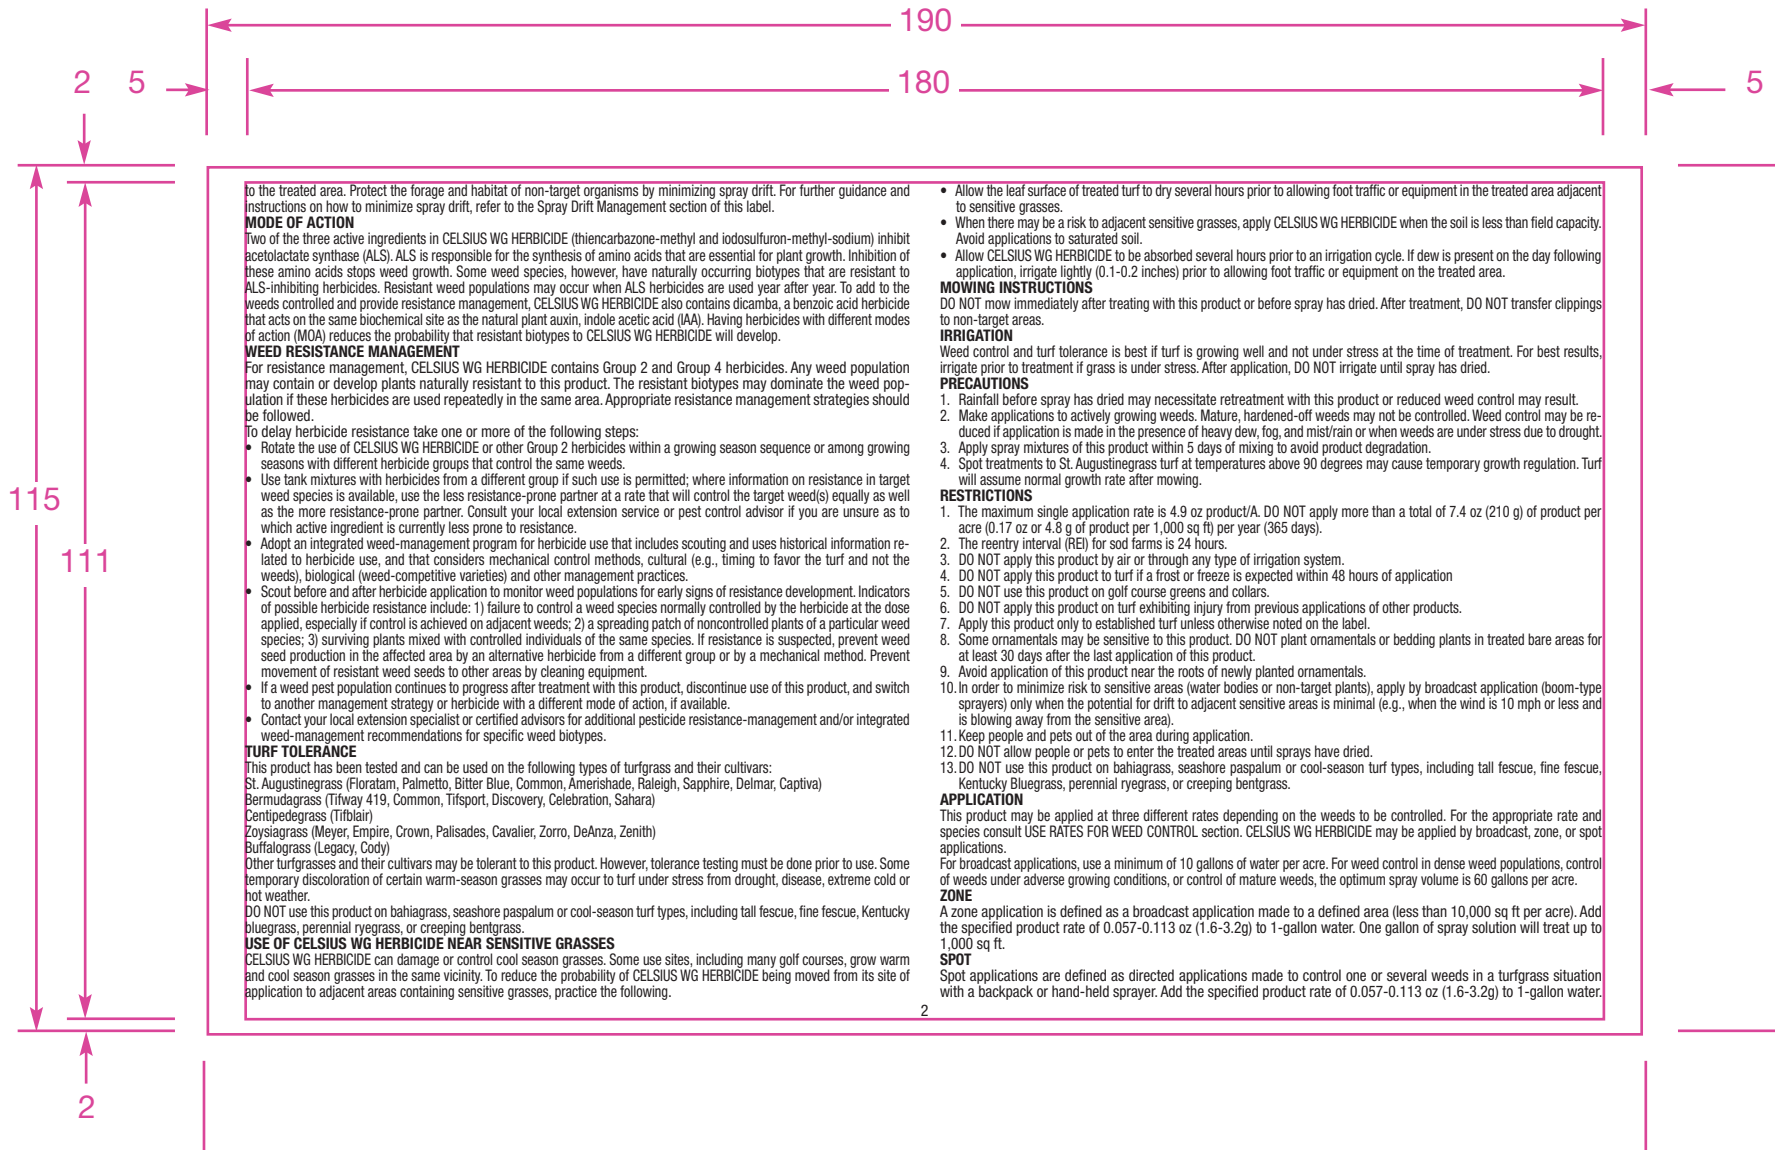 190
180
2
5
5
to the treated area. Protect the forage and habitat of non-target organisms by minimizing spray drift. For further guidance and
instructions on how to minimize spray drift, refer to the Spray Drift Management section of this label.
MODE OF ACTION
Two of the three active ingredients in CELSIUS WG HERBICIDE (thiencarbazone-methyl and iodosulfuron-methyl-sodium) inhibit
acetolactate synthase (ALS). ALS is responsible for the synthesis of amino acids that are essential for plant growth. Inhibition of
these amino acids stops weed growth. Some weed species, however, have naturally occurring biotypes that are resistant to
ALS-inhibiting herbicides. Resistant weed populations may occur when ALS herbicides are used year after year. To add to the
weeds controlled and provide resistance management, CELSIUS WG HERBICIDE also contains dicamba, a benzoic acid herbicide
that acts on the same biochemical site as the natural plant auxin, indole acetic acid (IAA). Having herbicides with different modes
of action (MOA) reduces the probability that resistant biotypes to CELSIUS WG HERBICIDE will develop.
WEED RESISTANCE MANAGEMENT
For resistance management, CELSIUS WG HERBICIDE contains Group 2 and Group 4 herbicides. Any weed population
may contain or develop plants naturally resistant to this product. The resistant biotypes may dominate the weed pop-
ulation if these herbicides are used repeatedly in the same area. Appropriate resistance management strategies should
be followed.
To delay herbicide resistance take one or more of the following steps:
• Rotate the use of CELSIUS WG HERBICIDE or other Group 2 herbicides within a growing season sequence or among growing
seasons with different herbicide groups that control the same weeds.
• Use tank mixtures with herbicides from a different group if such use is permitted; where information on resistance in target
weed species is available, use the less resistance-prone partner at a rate that will control the target weed(s) equally as well
as the more resistance-prone partner. Consult your local extension service or pest control advisor if you are unsure as to
which active ingredient is currently less prone to resistance.
• Adopt an integrated weed-management program for herbicide use that includes scouting and uses historical information re-
lated to herbicide use, and that considers mechanical control methods, cultural (e.g., timing to favor the turf and not the
weeds), biological (weed-competitive varieties) and other management practices.
• Scout before and after herbicide application to monitor weed populations for early signs of resistance development. Indicators
of possible herbicide resistance include: 1) failure to control a weed species normally controlled by the herbicide at the dose
applied, especially if control is achieved on adjacent weeds; 2) a spreading patch of noncontrolled plants of a particular weed
species; 3) surviving plants mixed with controlled individuals of the same species. If resistance is suspected, prevent weed
seed production in the affected area by an alternative herbicide from a different group or by a mechanical method. Prevent
movement of resistant weed seeds to other areas by cleaning equipment.
• If a weed pest population continues to progress after treatment with this product, discontinue use of this product, and switch
to another management strategy or herbicide with a different mode of action, if available.
• Contact your local extension specialist or certified advisors for additional pesticide resistance-management and/or integrated
weed-management recommendations for specific weed biotypes.
TURF TOLERANCE
This product has been tested and can be used on the following types of turfgrass and their cultivars:
St. Augustinegrass (Floratam, Palmetto, Bitter Blue, Common, Amerishade, Raleigh, Sapphire, Delmar, Captiva)
Bermudagrass (Tifway 419, Common, Tifsport, Discovery, Celebration, Sahara)
Centipedegrass (Tifblair)
Zoysiagrass (Meyer, Empire, Crown, Palisades, Cavalier, Zorro, DeAnza, Zenith)
Buffalograss (Legacy, Cody)
Other turfgrasses and their cultivars may be tolerant to this product. However, tolerance testing must be done prior to use. Some
temporary discoloration of certain warm-season grasses may occur to turf under stress from drought, disease, extreme cold or
hot weather.
DO NOT use this product on bahiagrass, seashore paspalum or cool-season turf types, including tall fescue, fine fescue, Kentucky
bluegrass, perennial ryegrass, or creeping bentgrass.
USE OF CELSIUS WG HERBICIDE NEAR SENSITIVE GRASSES
CELSIUS WG HERBICIDE can damage or control cool season grasses. Some use sites, including many golf courses, grow warm
and cool season grasses in the same vicinity. To reduce the probability of CELSIUS WG HERBICIDE being moved from its site of
application to adjacent areas containing sensitive grasses, practice the following.
• Allow the leaf surface of treated turf to dry several hours prior to allowing foot traffic or equipment in the treated area adjacent
to sensitive grasses.
• When there may be a risk to adjacent sensitive grasses, apply CELSIUS WG HERBICIDE when the soil is less than field capacity.
Avoid applications to saturated soil.
• Allow CELSIUS WG HERBICIDE to be absorbed several hours prior to an irrigation cycle. If dew is present on the day following
application, irrigate lightly (0.1-0.2 inches) prior to allowing foot traffic or equipment on the treated area.
MOWING INSTRUCTIONS
DO NOT mow immediately after treating with this product or before spray has dried. After treatment, DO NOT transfer clippings
to non-target areas.
IRRIGATION
Weed control and turf tolerance is best if turf is growing well and not under stress at the time of treatment. For best results,
irrigate prior to treatment if grass is under stress. After application, DO NOT irrigate until spray has dried.
PRECAUTIONS
1. Rainfall before spray has dried may necessitate retreatment with this product or reduced weed control may result.
2. Make applications to actively growing weeds. Mature, hardened-off weeds may not be controlled. Weed control may be re-
duced if application is made in the presence of heavy dew, fog, and mist/rain or when weeds are under stress due to drought.
3. Apply spray mixtures of this product within 5 days of mixing to avoid product degradation.
4. Spot treatments to St. Augustinegrass turf at temperatures above 90 degrees may cause temporary growth regulation. Turf
will assume normal growth rate after mowing.
RESTRICTIONS
1. The maximum single application rate is 4.9 oz product/A. DO NOT apply more than a total of 7.4 oz (210 g) of product per
acre (0.17 oz or 4.8 g of product per 1,000 sq ft) per year (365 days).
2. The reentry interval (REI) for sod farms is 24 hours.
3. DO NOT apply this product by air or through any type of irrigation system.
4. DO NOT apply this product to turf if a frost or freeze is expected within 48 hours of application
5. DO NOT use this product on golf course greens and collars.
6. DO NOT apply this product on turf exhibiting injury from previous applications of other products.
7. Apply this product only to established turf unless otherwise noted on the label.
8. Some ornamentals may be sensitive to this product. DO NOT plant ornamentals or bedding plants in treated bare areas for
at least 30 days after the last application of this product.
9. Avoid application of this product near the roots of newly planted ornamentals.
10. In order to minimize risk to sensitive areas (water bodies or non-target plants), apply by broadcast application (boom-type
sprayers) only when the potential for drift to adjacent sensitive areas is minimal (e.g., when the wind is 10 mph or less and
is blowing away from the sensitive area).
11. Keep people and pets out of the area during application.
12. DO NOT allow people or pets to enter the treated areas until sprays have dried.
13. DO NOT use this product on bahiagrass, seashore paspalum or cool-season turf types, including tall fescue, fine fescue,
Kentucky Bluegrass, perennial ryegrass, or creeping bentgrass.
APPLICATION
This product may be applied at three different rates depending on the weeds to be controlled. For the appropriate rate and
species consult USE RATES FOR WEED CONTROL section. CELSIUS WG HERBICIDE may be applied by broadcast, zone, or spot
applications.
For broadcast applications, use a minimum of 10 gallons of water per acre. For weed control in dense weed populations, control
of weeds under adverse growing conditions, or control of mature weeds, the optimum spray volume is 60 gallons per acre.
ZONE
A zone application is defined as a broadcast application made to a defined area (less than 10,000 sq ft per acre). Add
the specified product rate of 0.057-0.113 oz (1.6-3.2g) to 1-gallon water. One gallon of spray solution will treat up to
1,000 sq ft.
SPOT
Spot applications are defined as directed applications made to control one or several weeds in a turfgrass situation
with a backpack or hand-held sprayer. Add the specified product rate of 0.057-0.113 oz (1.6-3.2g) to 1-gallon water.
2
115
111
2